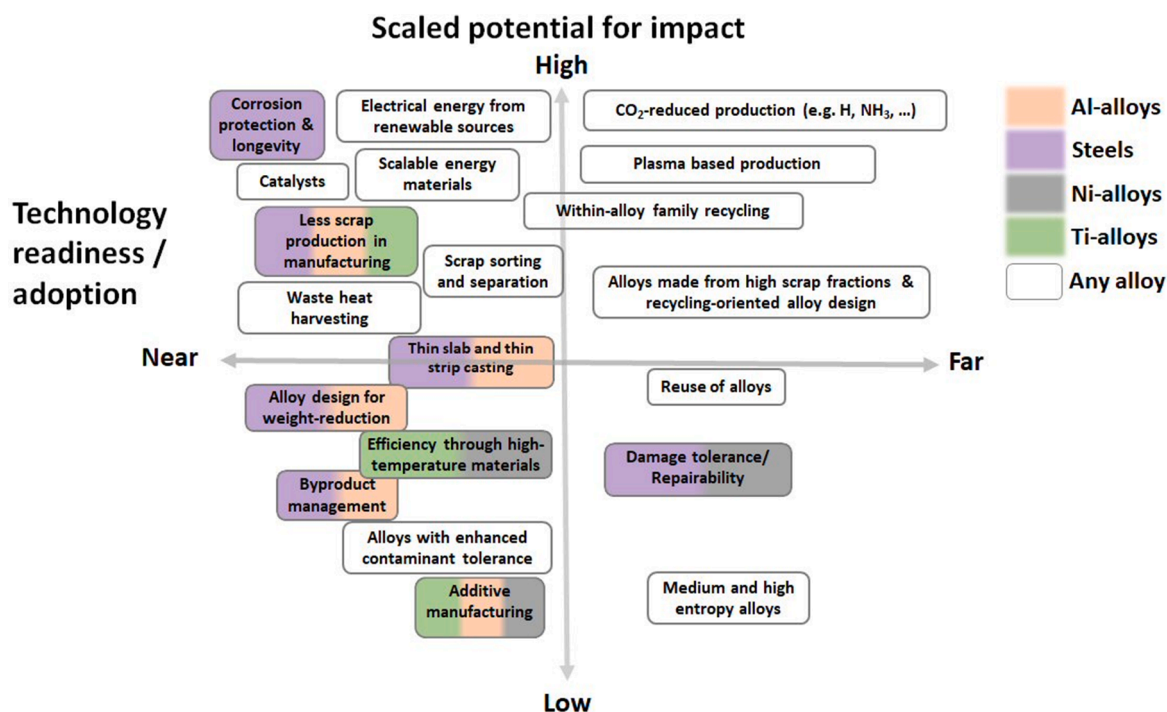 Scaled potential for impact
High
Corrosion
protection &
longevity
Electrical energy from
renewable sources
CO₂-reduced production (e.g. H, NH₃, ...)
Catalysts
Scalable energy
materials
Plasma based production
Within-alloy family recycling
Less scrap
production in
manufacturing
Scrap sorting
and separation
Alloys made from high scrap fractions &
recycling-oriented alloy design
Waste heat
harvesting
Technology
readiness /
adoption
Near
Thin slab and thin
strip casting
Far
Reuse of alloys
Alloy design for
weight-reduction
Efficiency through high-
temperature materials
Damage tolerance/
Repairability
Byproduct
management
Alloys with enhanced
contaminant tolerance
Additive
manufacturing
Medium and high
entropy alloys
Low
Al-alloys
Steels
Ni-alloys
Ti-alloys
Any alloy